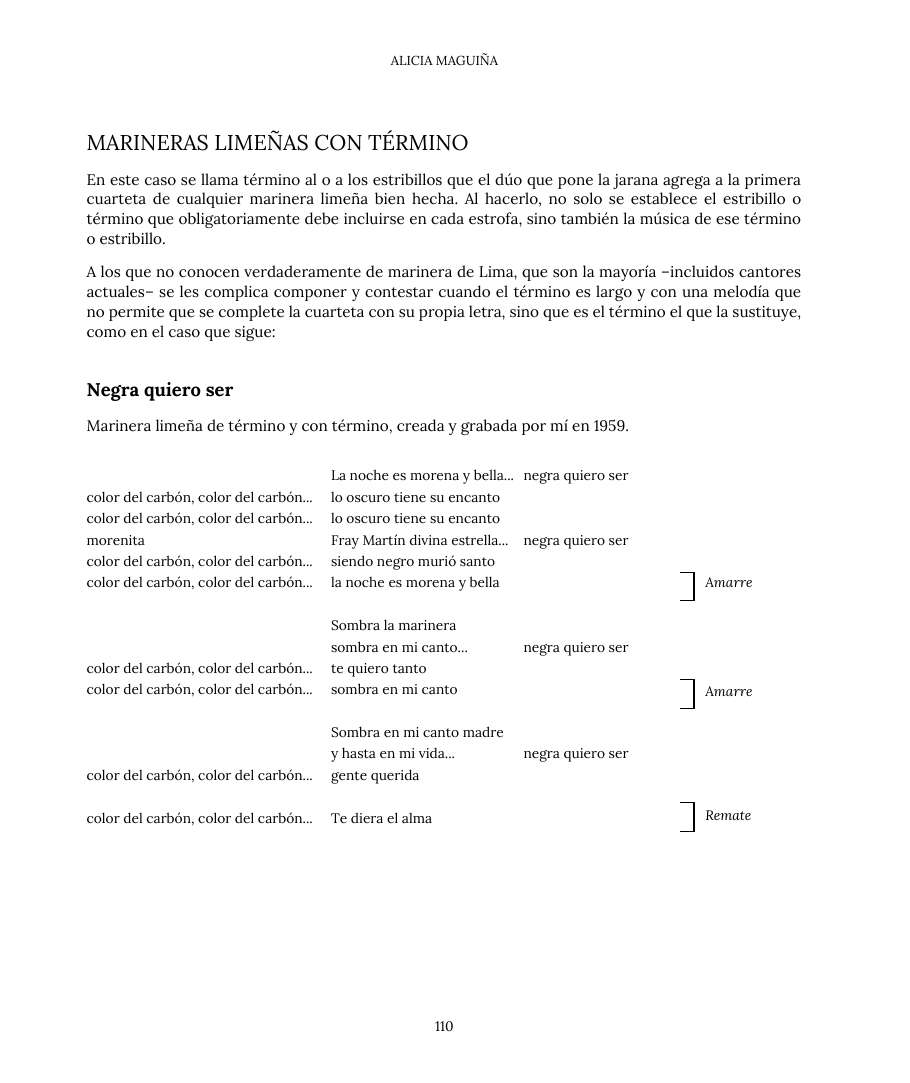 ALICIA MAGUIÑA
MARINERAS LIMEÑAS CON TÉRMINO
En este caso se llama término al o a los estribillos que el dúo que pone la jarana agrega a la primera
cuarteta de cualquier marinera limeña bien hecha. Al hacerlo, no solo se establece el estribillo o
término que obligatoriamente debe incluirse en cada estrofa, sino también la música de ese término
o estribillo.
A los que no conocen verdaderamente de marinera de Lima, que son la mayoría –incluidos cantores
actuales– se les complica componer y contestar cuando el término es largo y con una melodía que
no permite que se complete la cuarteta con su propia letra, sino que es el término el que la sustituye,
como en el caso que sigue:
Negra quiero ser
Marinera limeña de término y con término, creada y grabada por mí en 1959.
La noche es morena y bella... negra quiero ser
color del carbón, color del carbón... lo oscuro tiene su encanto
color del carbón, color del carbón... lo oscuro tiene su encanto
morenita Fray Martín divina estrella... negra quiero ser
color del carbón, color del carbón... siendo negro murió santo
color del carbón, color del carbón... la noche es morena y bella Amarre
Sombra la marinera
sombra en mi canto... negra quiero ser
color del carbón, color del carbón... te quiero tanto
color del carbón, color del carbón... sombra en mi canto Amarre
Sombra en mi canto madre
y hasta en mi vida... negra quiero ser
color del carbón, color del carbón... gente querida
color del carbón, color del carbón... Te diera el alma Remate
110